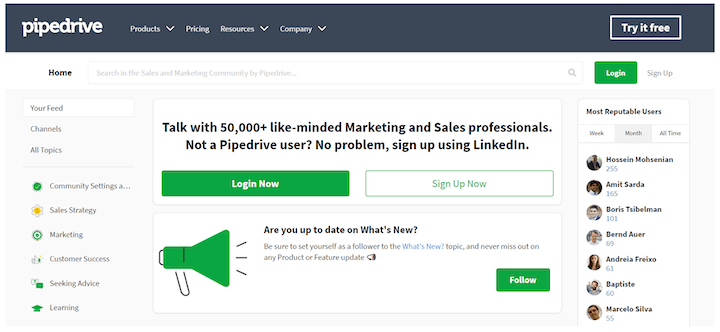 pipedrive
Products Pricing Resources Company
Try it free
Home
Search in the Sales and Marketing Community by Pipedrive...
Login
Sign Up
Your Feed
Channels
All Topics
Community Settings a...
Sales Strategy
Marketing
Customer Success
Seeking Advice
Learning
Talk with 50,000+ like-minded Marketing and Sales professionals.
Not a Pipedrive user? No problem, sign up using LinkedIn.
Login Now
Sign Up Now
Are you up to date on What's New?
Be sure to set yourself as a follower to the What's New? topic, and never miss out on
any Product or Feature update
Follow
Most Reputable Users
Week Month All Time
Hossein Mohsenian
255
Amit Sarda
165
Boris Tsibelman
101
Bernd Auer
69
Andreia Freixo
61
Baptiste
60
Marcelo Silva
55